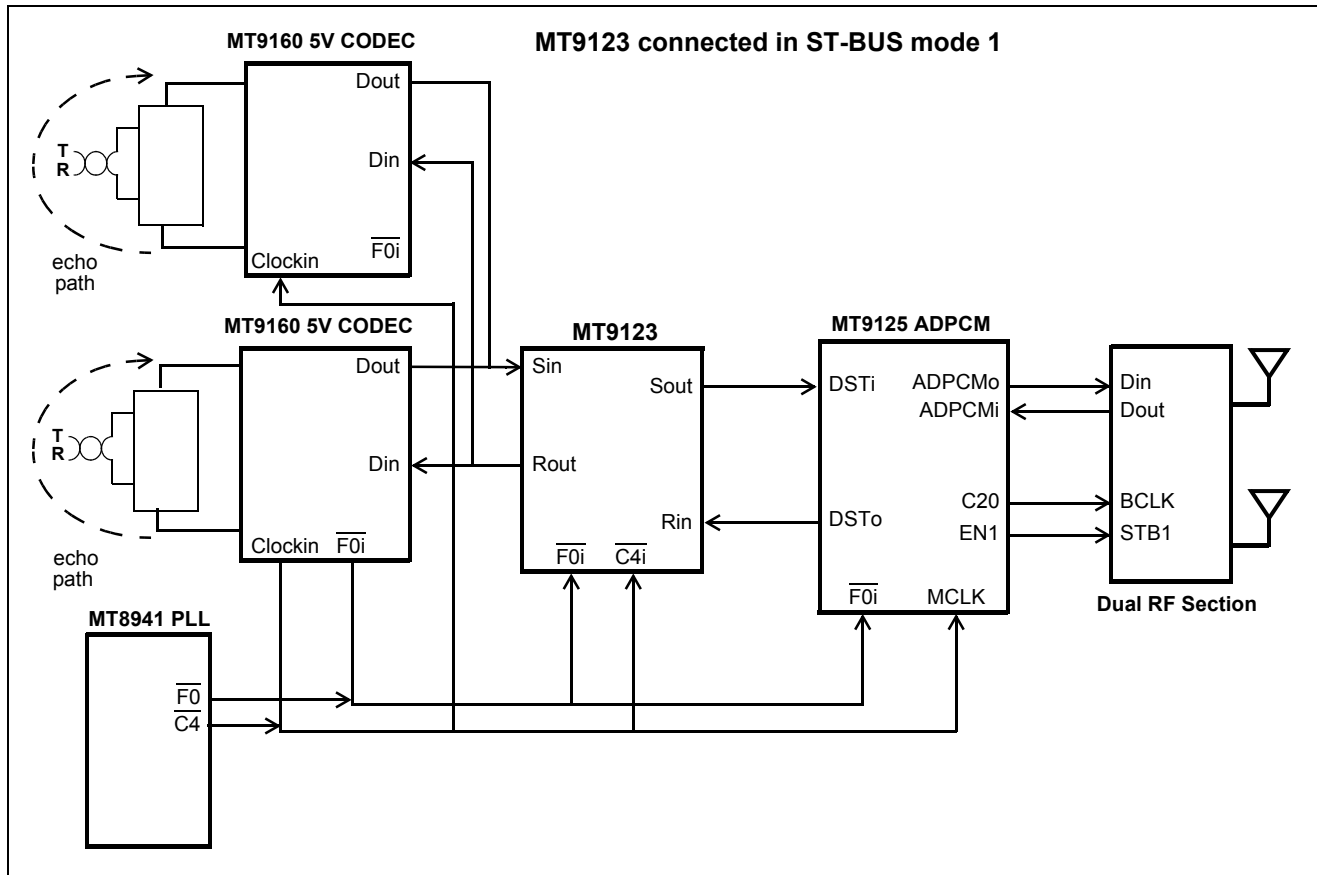 MT9123 connected in ST-BUS mode 1
MT9160 5V CODEC
Dout
Din
F0i
Clockin
T
R
echo
path
MT9160 5V CODEC
Dout
Din
Clockin F0i
T
R
echo
path
MT9123
Sin
Sout
Rout
Rin
F0i C4i
MT9125 ADPCM
DSTi
ADPCMo
ADPCMi
DSTo
C20
EN1
F0i
MCLK
Din
Dout
BCLK
STB1
Dual RF Section
MT8941 PLL
F0
C4